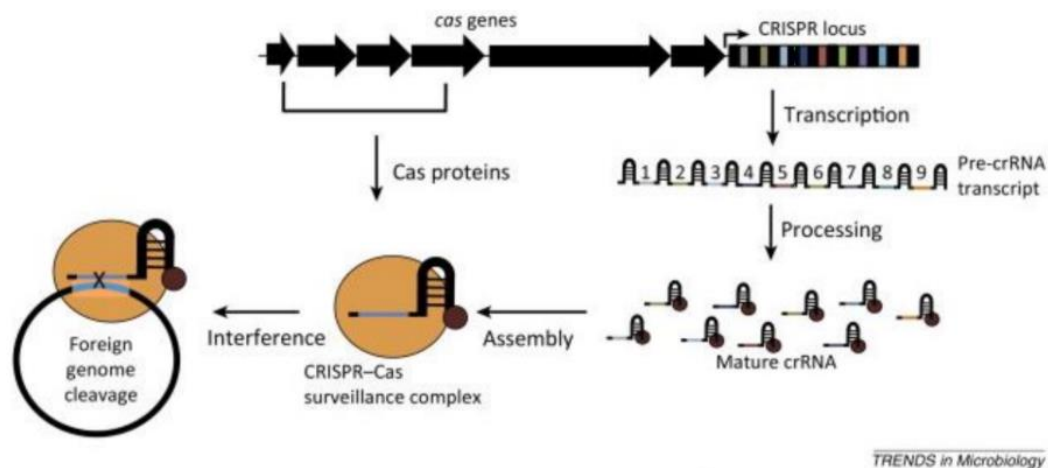 cas genes
CRISPR locus
Transcription
Cas proteins
1 2 3 4 5 6 7 8 9
Pre-crRNA
transcript
Processing
X
Foreign
genome
cleavage
Interference
CRISPR–Cas
surveillance complex
Assembly
Mature crRNA
TRENDS in Microbiology